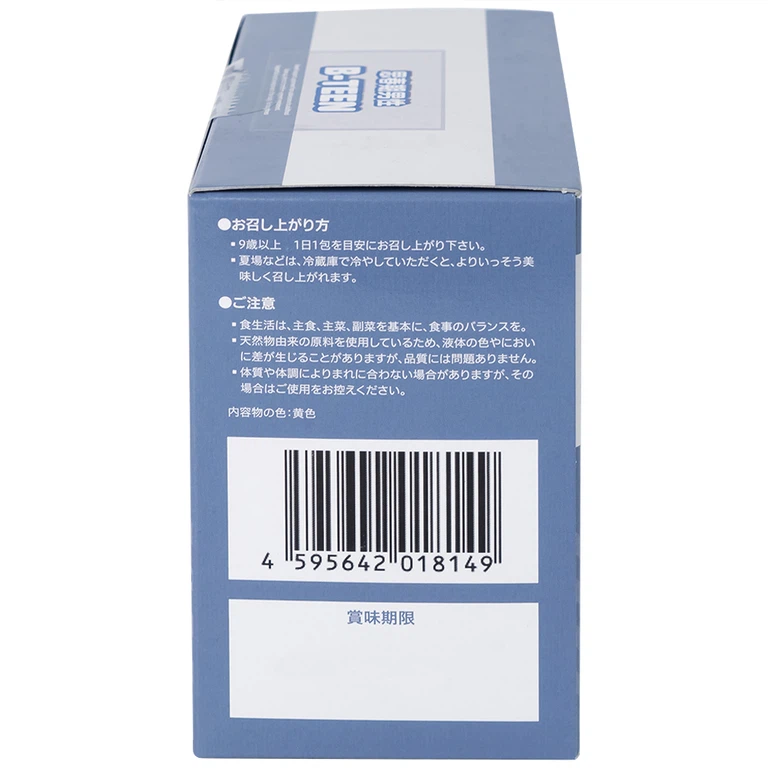 思春期男性
B-TEEN
●お召し上がり方
▪9歳以上　1日1包を目安にお召し上がり下さい。
▪夏場などは、冷蔵庫で冷やしていただくと、よりいっそう美
味しく召し上がれます。
●ご注意
▪食生活は、主食、主菜、副菜を基本に、食事のバランスを。
▪天然物由来の原料を使用しているため、液体の色やにおい
に差が生じることがありますが、品質には問題ありません。
▪体質や体調によりまれに合わない場合がありますが、その
場合はご使用をお控えください。
内容物の色：黄色
4 595642 018149
賞味期限